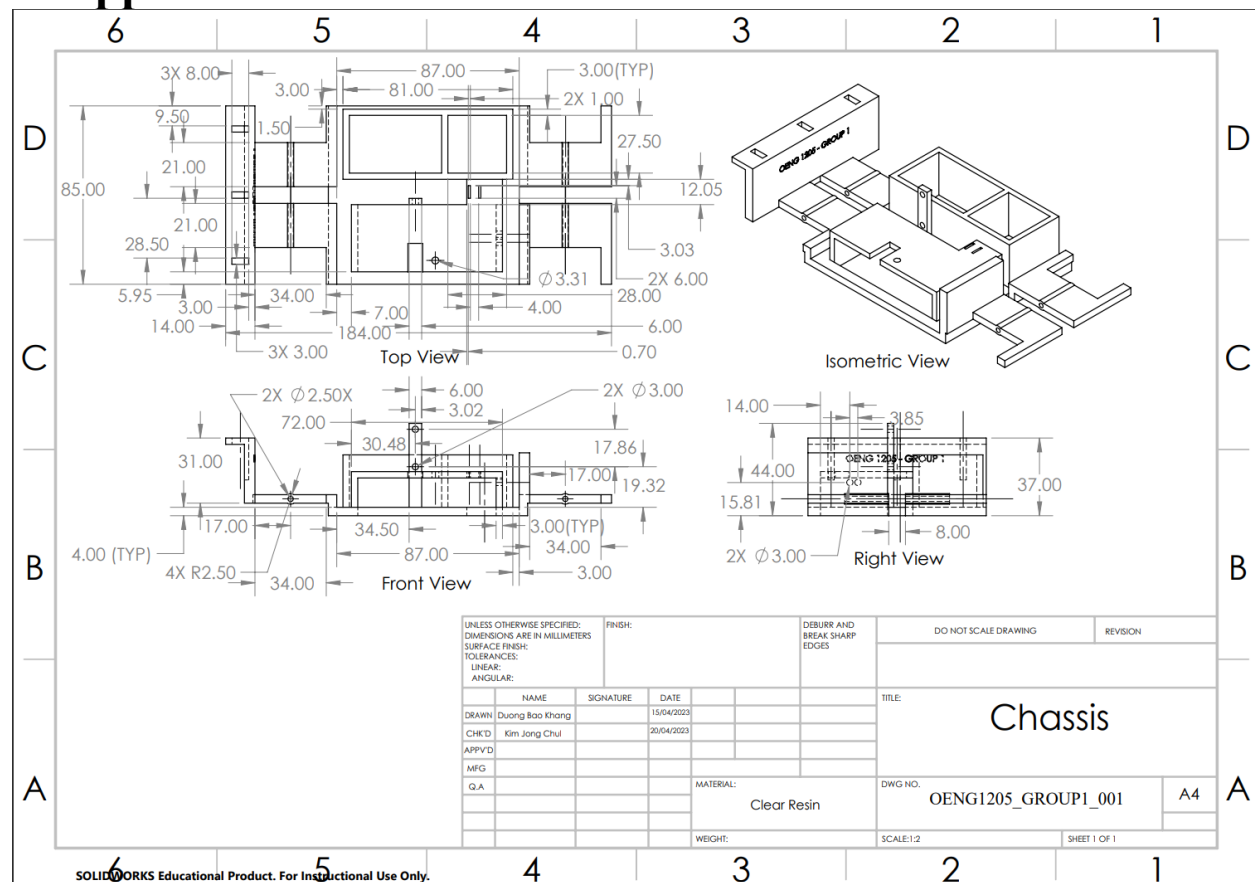 6 5 4 3 2 1
D D
C C
B B
A A
3X 8.00
87.00
3.00(TYP)
3.00
81.00
2X 1.00
9.50
1.50
27.50
21.00
12.05
85.00
21.00
28.50
3.03
Ø3.31
2X 6.00
5.95
34.00
28.00
3.00
7.00
4.00
14.00
184.00
6.00
3X 3.00
Top View
0.70
OENG 1205 - GROUP 1
Isometric View
2X Ø2.50X
6.00
2X Ø3.00
3.02
72.00
30.48
17.86
31.00
17.00
19.32
17.00
34.50
3.00(TYP)
4.00 (TYP)
87.00
34.00
4X R2.50
34.00
3.00
Front View
14.00
3.85
OENG 1205 - GROUP 1
44.00
37.00
15.81
8.00
2X Ø3.00
Right View
UNLESS OTHERWISE SPECIFIED:
DIMENSIONS ARE IN MILLIMETERS
SURFACE FINISH:
TOLERANCES:
LINEAR:
ANGULAR:
FINISH:
DEBURR AND
BREAK SHARP
EDGES
DO NOT SCALE DRAWING
REVISION
NAME SIGNATURE DATE
DRAWN Duong Bao Khang 15/04/2023
CHK'D Kim Jong Chul 20/04/2023
APPV'D
MFG
Q.A
TITLE:
Chassis
MATERIAL:
Clear Resin
DWG NO.
OENG1205_GROUP1_001
A4
WEIGHT:
SCALE:1:2
SHEET 1 OF 1
6 5 4 3 2 1
SOLIDWORKS Educational Product. For Instructional Use Only.